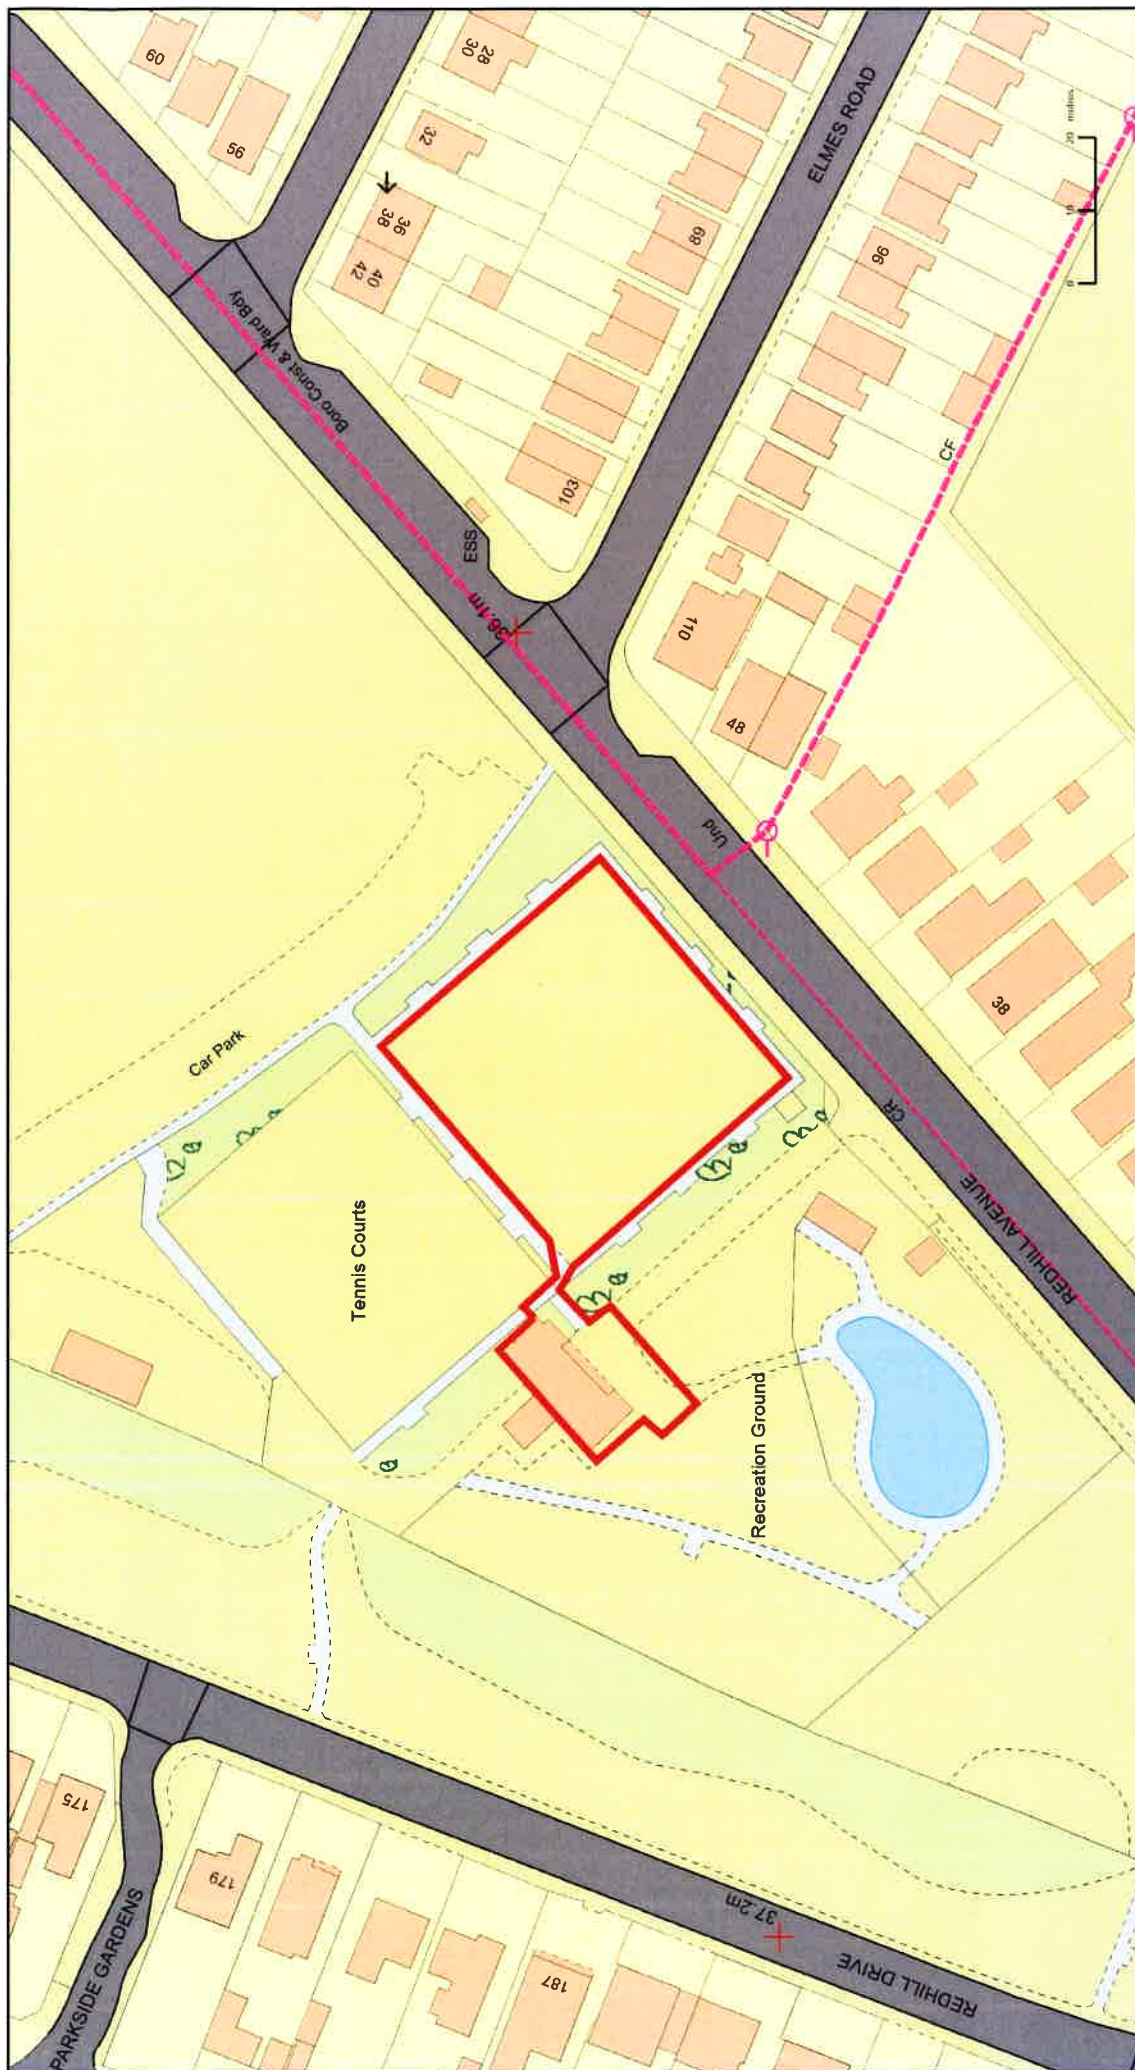 09
95
28
30
32
36
38
40
42
ELMES ROAD
metres
20
10
0
89
96
Boro Const & Ward Bdy
103
CF
ESS
36.1m
110
48
Und
38
Car Park
CR
Tennis Courts
REDHILL AVENUE
Recreation Ground
175
179
PARKSIDE GARDENS
37.2m
187
REDHILL DRIVE